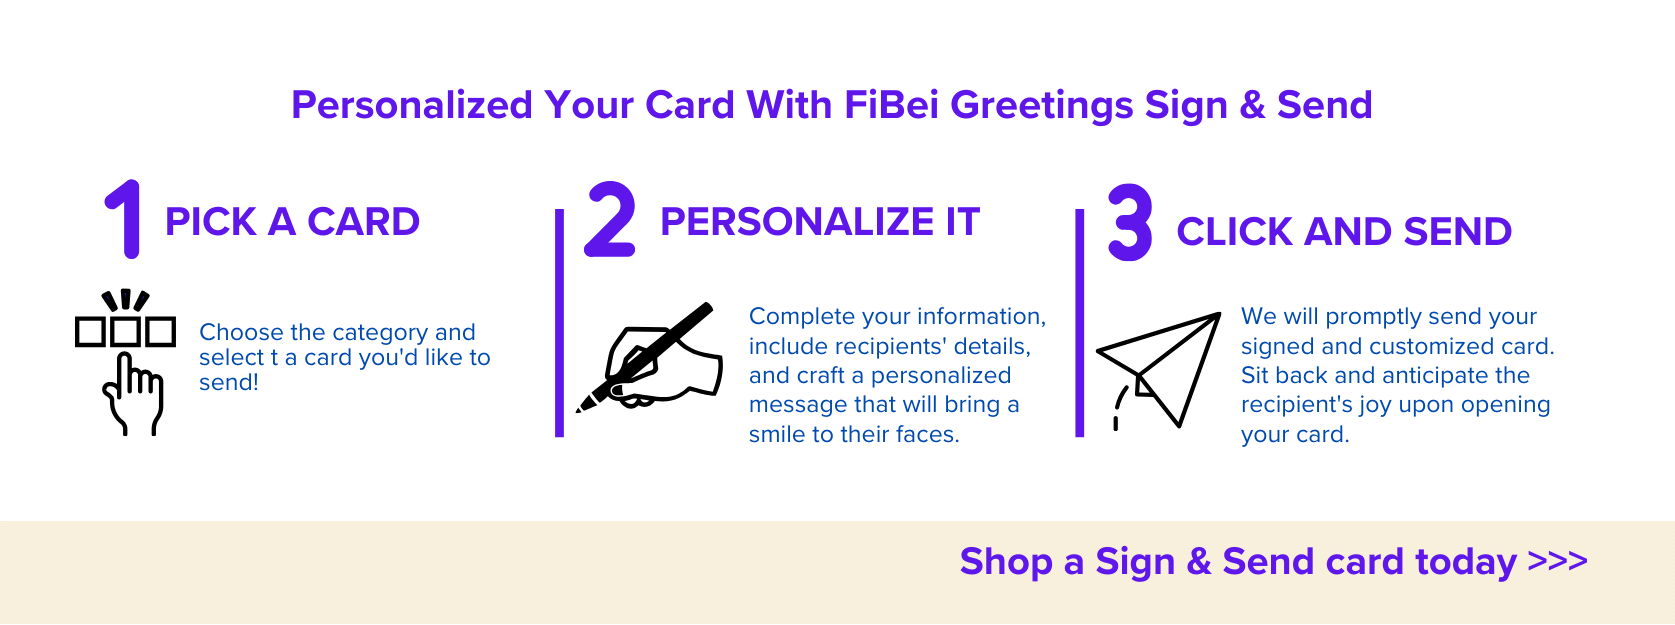 Personalized Your Card With FiBei Greetings Sign & Send
1 PICK A CARD
Choose the category and
select t a card you'd like to
send!
2 PERSONALIZE IT
Complete your information,
include recipients' details,
and craft a personalized
message that will bring a
smile to their faces.
3 CLICK AND SEND
We will promptly send your
signed and customized card.
Sit back and anticipate the
recipient's joy upon opening
your card.
Shop a Sign & Send card today >>>